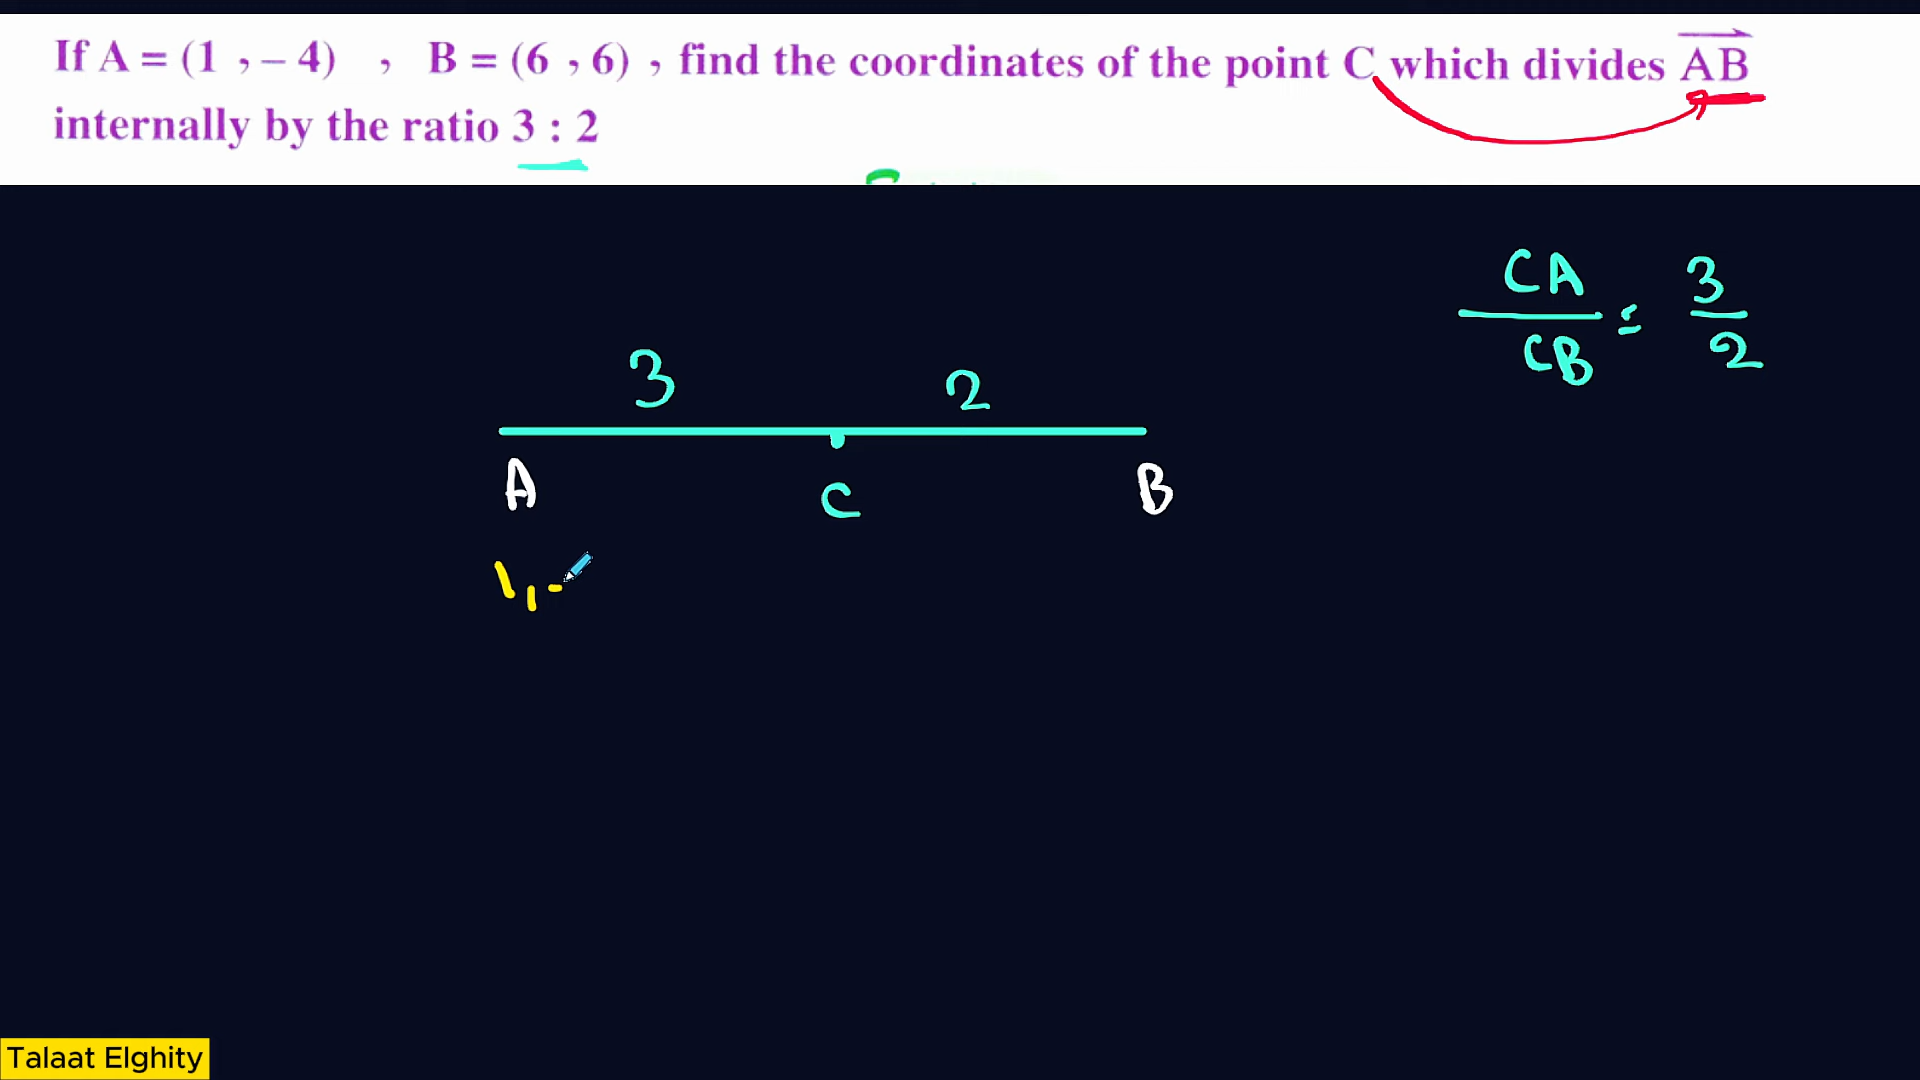 If A = (1 , – 4) , B = (6 , 6) , find the coordinates of the point C which divides AB
internally by the ratio 3 : 2
CA
CB
=
3
2
3 2
A C B
1, -
Talaat Elghity